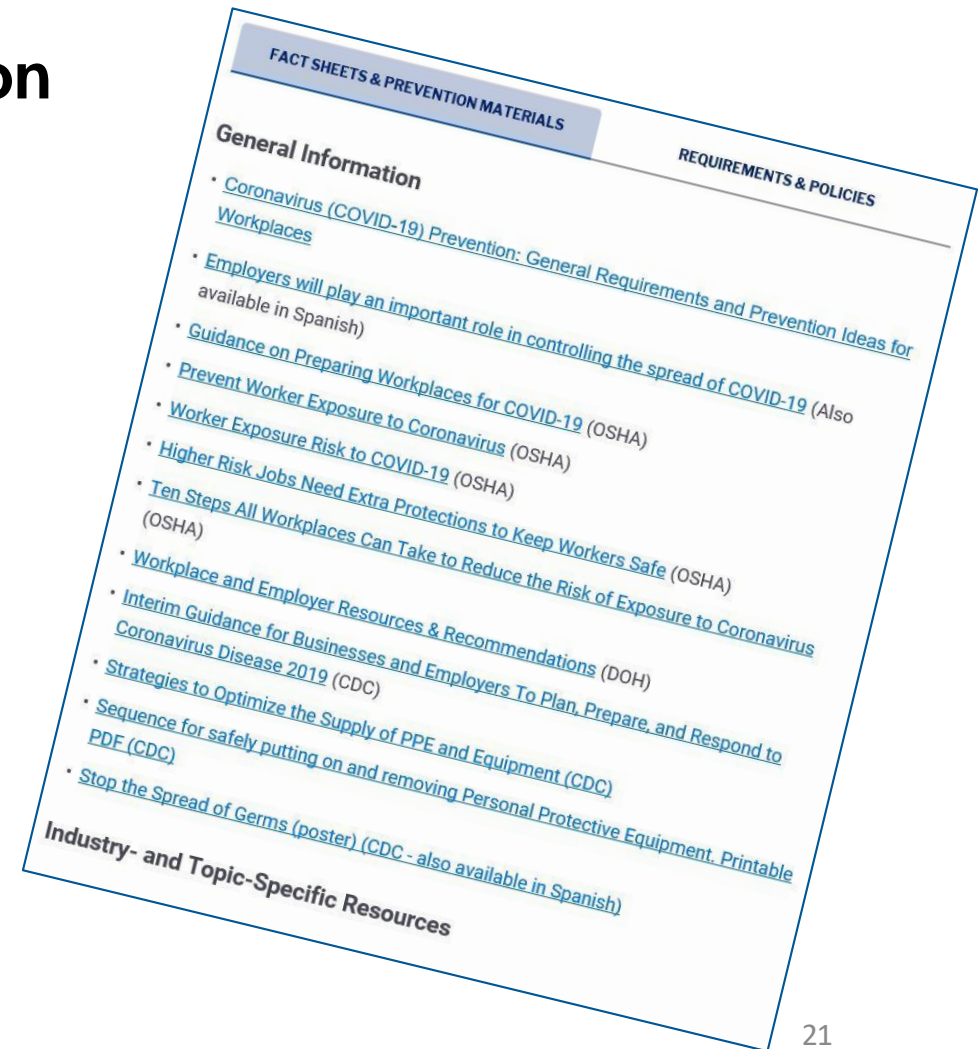 on
FACT SHEETS & PREVENTION MATERIALS
REQUIREMENTS & POLICIES
General Information
• Coronavirus (COVID-19) Prevention: General Requirements and Prevention Ideas for
Workplaces
• Employers will play an important role in controlling the spread of COVID-19 (Also
available in Spanish)
• Guidance on Preparing Workplaces for COVID-19 (OSHA)
• Prevent Worker Exposure to Coronavirus (OSHA)
• Worker Exposure Risk to COVID-19 (OSHA)
• Higher Risk Jobs Need Extra Protections to Keep Workers Safe (OSHA)
• Ten Steps All Workplaces Can Take to Reduce the Risk of Exposure to Coronavirus
(OSHA)
• Workplace and Employer Resources & Recommendations (DOH)
• Interim Guidance for Businesses and Employers To Plan, Prepare, and Respond to
Coronavirus Disease 2019 (CDC)
• Strategies to Optimize the Supply of PPE and Equipment (CDC)
• Sequence for safely putting on and removing Personal Protective Equipment. Printable
PDF (CDC)
• Stop the Spread of Germs (poster) (CDC - also available in Spanish)
Industry- and Topic-Specific Resources
21